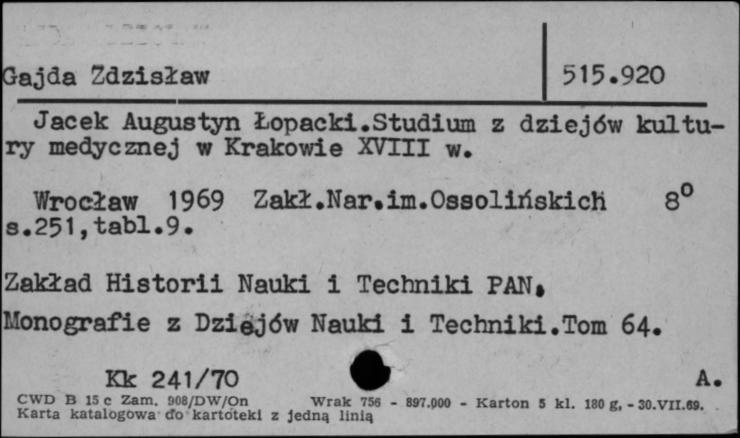 Gajda Zdzisław 515.920
Jacek Augustyn Łopacki.Studium z dziejów kultu-
ry medycznej w Krakowie XVIII w.
Wrocław 1969 Zakł.Nar.im.Ossolińskich 8o
s.251,tabl.9.
Zakład Historii Nauki i Techniki PAN.
Monografie z Dziejów Nauki i Techniki.Tom 64.
Kk 241/70 A.
CWD B 15 c Zam. 908/DW/On Wrak 756 - 897.000 - Karton 5 kl. 180 g. - 30.VII.69.
Karta katalogowa do kartoteki z jedną linią